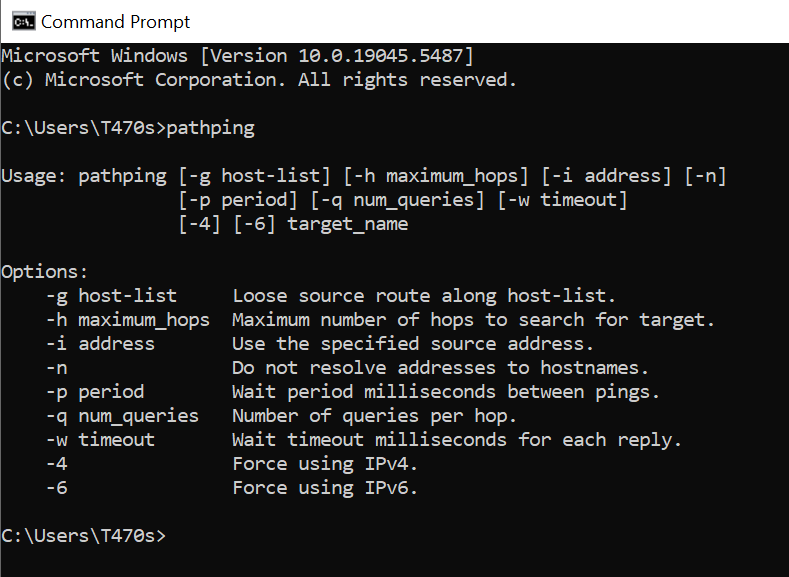 Command Prompt
Microsoft Windows [Version 10.0.19045.5487]
(c) Microsoft Corporation. All rights reserved.

C:\Users\T470s>pathping

Usage: pathping [-g host-list] [-h maximum_hops] [-i address] [-n]
                [-p period] [-q num_queries] [-w timeout]
                [-4] [-6] target_name

Options:
    -g host-list     Loose source route along host-list.
    -h maximum_hops  Maximum number of hops to search for target.
    -i address       Use the specified source address.
    -n               Do not resolve addresses to hostnames.
    -p period        Wait period milliseconds between pings.
    -q num_queries   Number of queries per hop.
    -w timeout       Wait timeout milliseconds for each reply.
    -4               Force using IPv4.
    -6               Force using IPv6.

C:\Users\T470s>